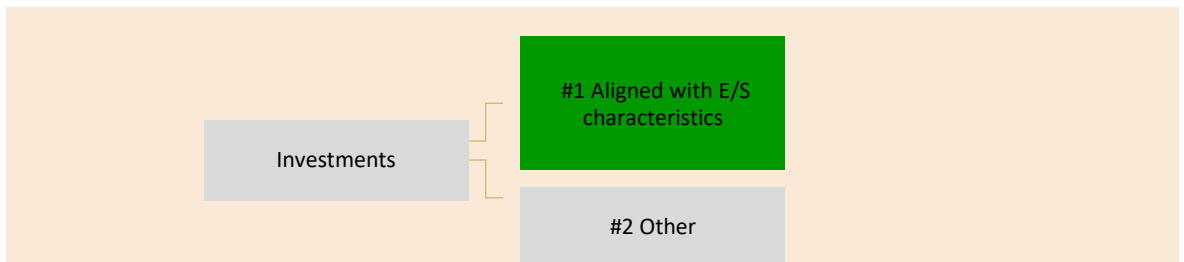 #1 Aligned with E/S
characteristics
Investments
#2 Other